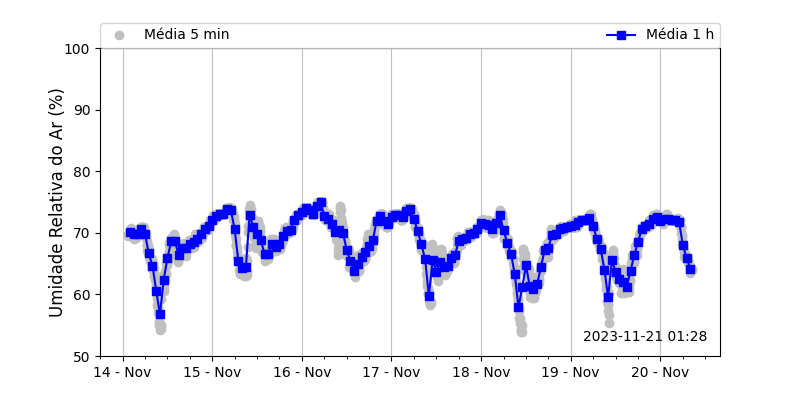 Média 5 min
Média 1 h
Umidade Relativa do Ar (%)
100
90
80
70
60
50
2023-11-21 01:28
14 - Nov
15 - Nov
16 - Nov
17 - Nov
18 - Nov
19 - Nov
20 - Nov